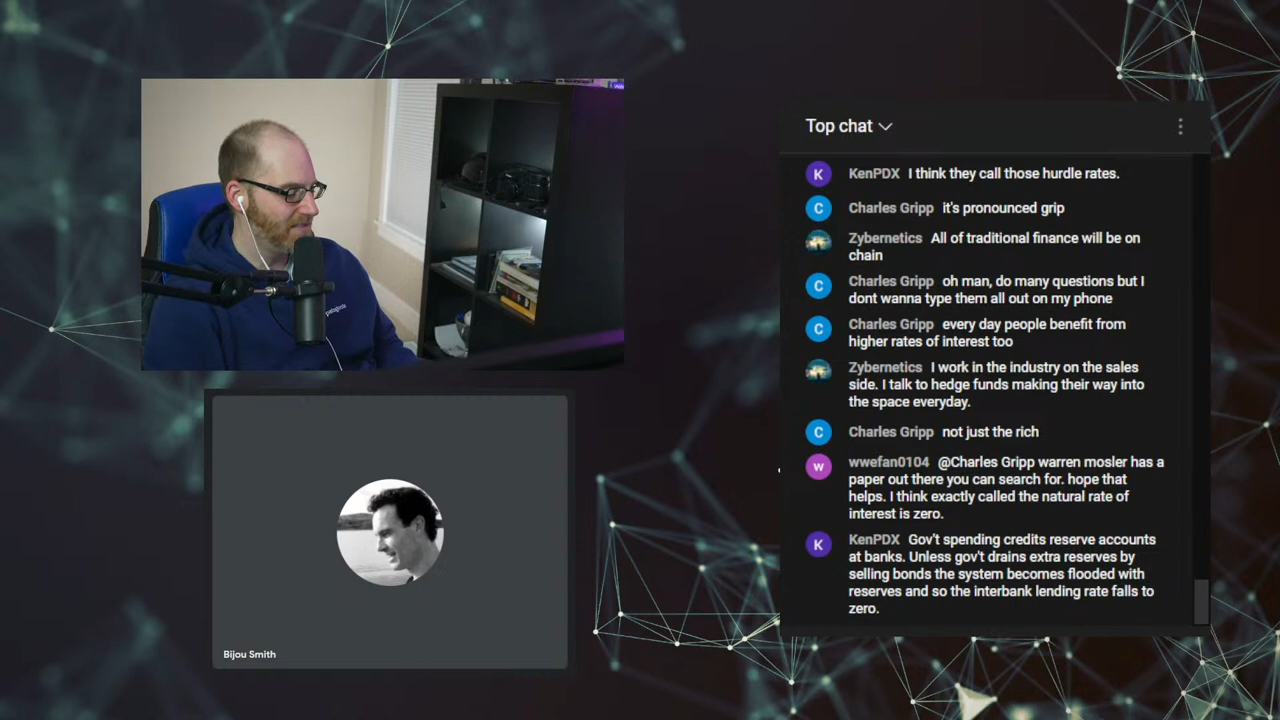 Top chat
KenPDX I think they call those hurdle rates.
Charles Gripp it's pronounced grip
Zybernetics All of traditional finance will be on
chain
Charles Gripp oh man, do many questions but I
dont wanna type them all out on my phone
Charles Gripp every day people benefit from
higher rates of interest too
Zybernetics I work in the industry on the sales
side. I talk to hedge funds making their way into
the space everyday.
Charles Gripp not just the rich
wwefan0104 @Charles Gripp warren mosler has a
paper out there you can search for. hope that
helps. I think exactly called the natural rate of
interest is zero.
KenPDX Gov't spending credits reserve accounts
at banks. Unless gov't drains extra reserves by
selling bonds the system becomes flooded with
reserves and so the interbank lending rate falls to
zero.
K
C
C
C
C
w
K
patagonia
Bijou Smith